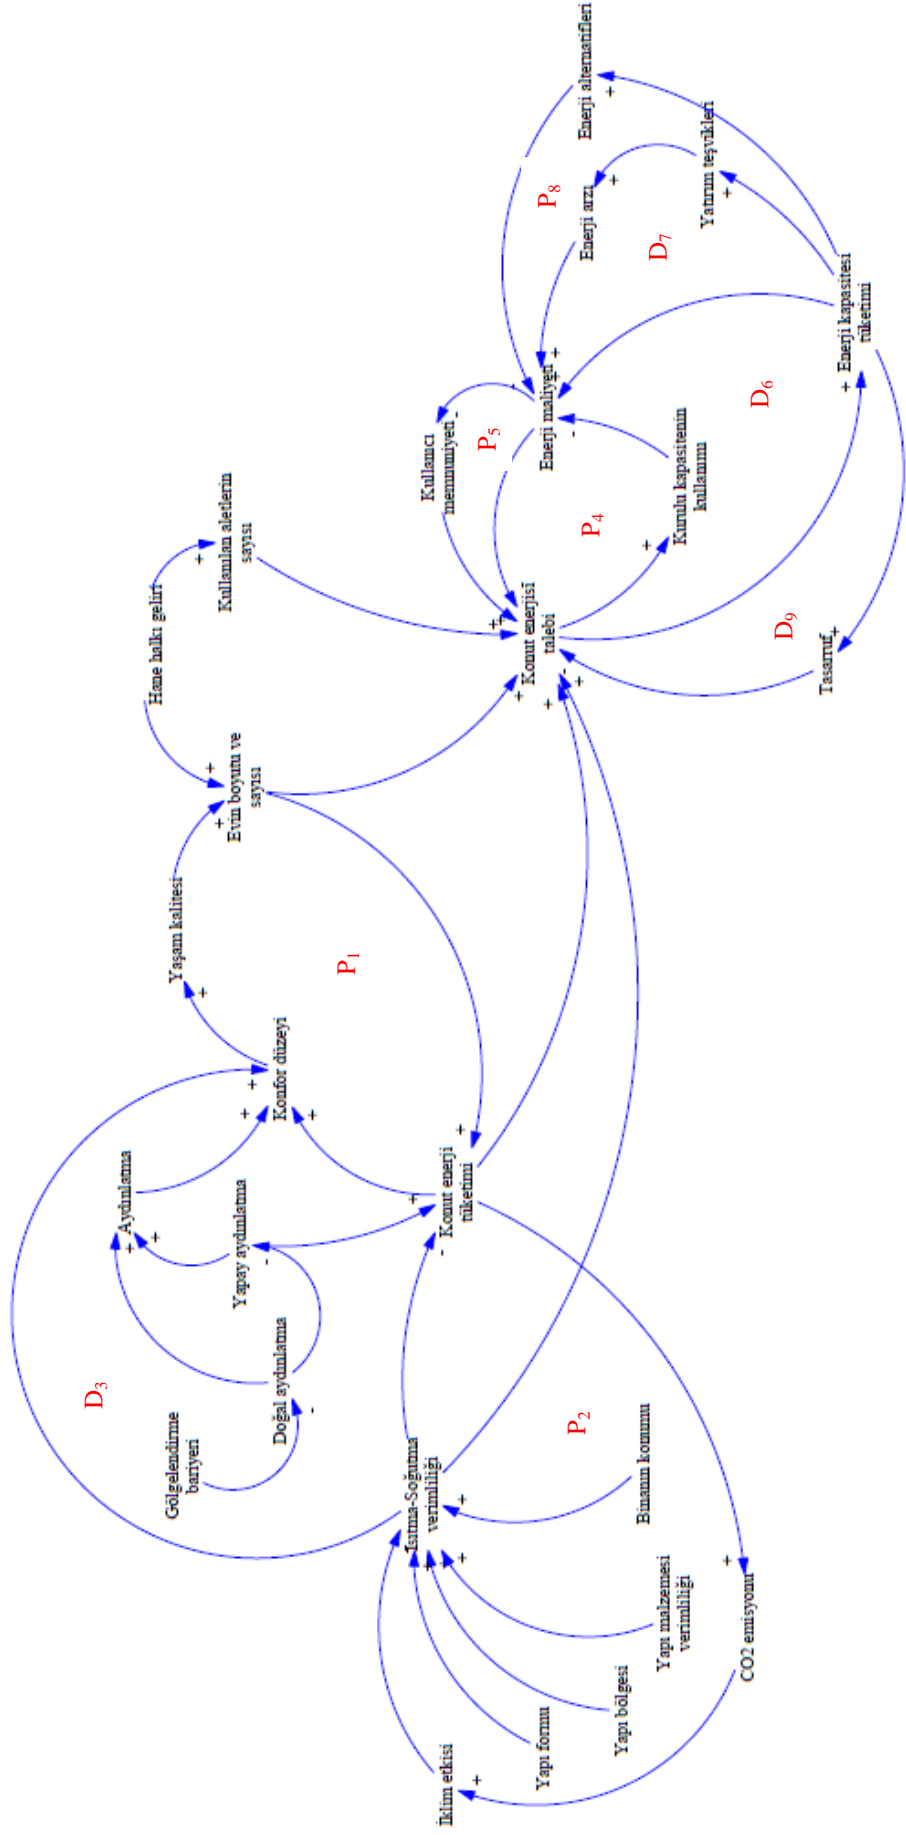 D₃
Gölgelendirme
bariyeri
Doğal aydınlatma
-
+
Aydınlatma
+
Yapay aydınlatma
-
Yaşam kalitesi
+
Konfor düzeyi
+
+
+
P₁
Hane halkı geliri
+
Evin boyutu ve
sayısı
+
+
Kullanılan aletlerin
sayısı
İklim etkisi
+
Isıtma-Soğutma
verimliliği
+
+
+
Yapı formu
Yapı bölgesi
Yapı malzemesi
verimliliği
Binanın konumu
P₂
CO2 emisyonu
+
Konut enerji
tüketimi
-
+
+
Konut enerjisi
talebi
+
+
+
+
-
+
Kullanıcı
memnuniyeti
-
P₅
Enerji maliyeti
-
+
-
P₄
Kurulu kapasitenin
kullanımı
+
P₈
Enerji arzı
+
Enerji alternatifleri
+
D₇
Yatırım teşvikleri
+
D₆
Enerji kapasitesi
tüketimi
+
D₉
Tasarruf
+